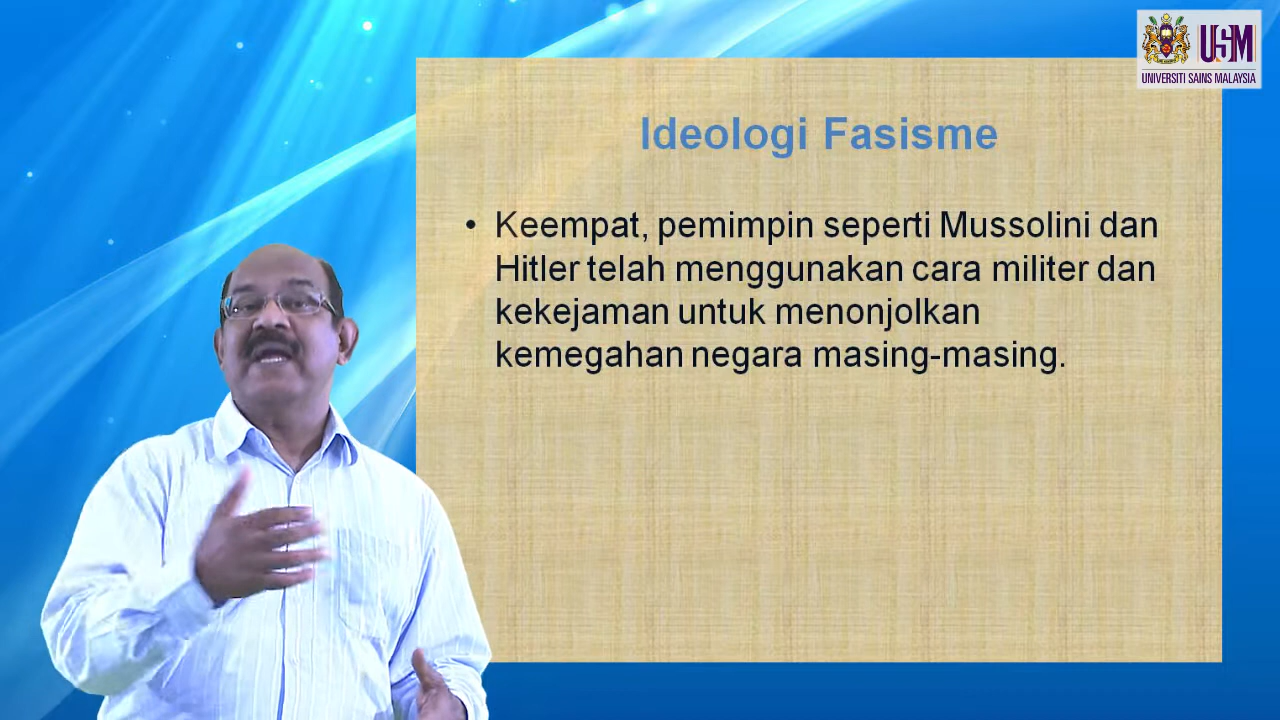 USM
UNIVERSITI SAINS MALAYSIA
Ideologi Fasisme
• Keempat, pemimpin seperti Mussolini dan
Hitler telah menggunakan cara militer dan
kekejaman untuk menonjolkan
kemegahan negara masing-masing.